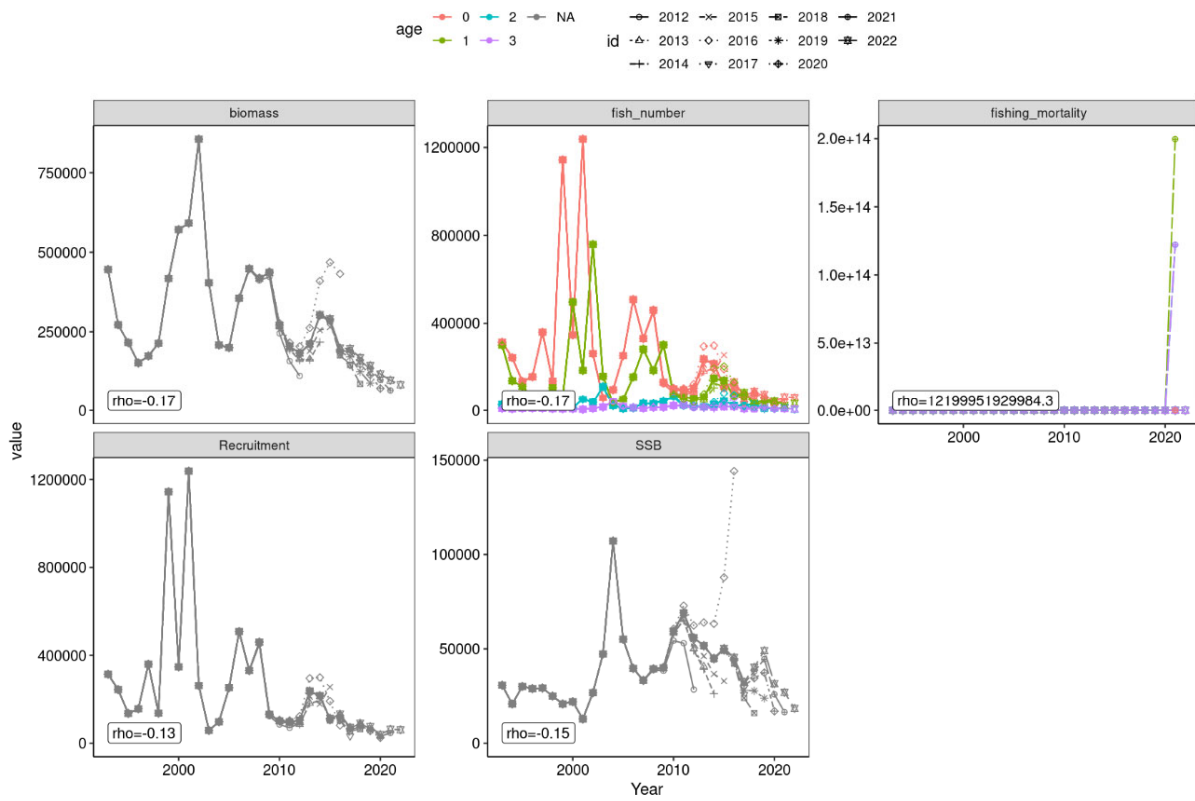 age
0
2
NA
1
3
id
2012
2015
2018
2021
2013
2016
2019
2022
2014
2017
2020
biomass
fish_number
fishing_mortality
750000
500000
250000
0
rho=-0.17
1200000
800000
400000
0
rho=-0.17
2.0e+14
1.5e+14
1.0e+14
5.0e+13
0.0e+00
rho=12199951929984.3
2000
2010
2020
value
Recruitment
SSB
1200000
800000
400000
0
rho=-0.13
2000
2010
2020
150000
100000
50000
0
rho=-0.15
2000
2010
2020
Year